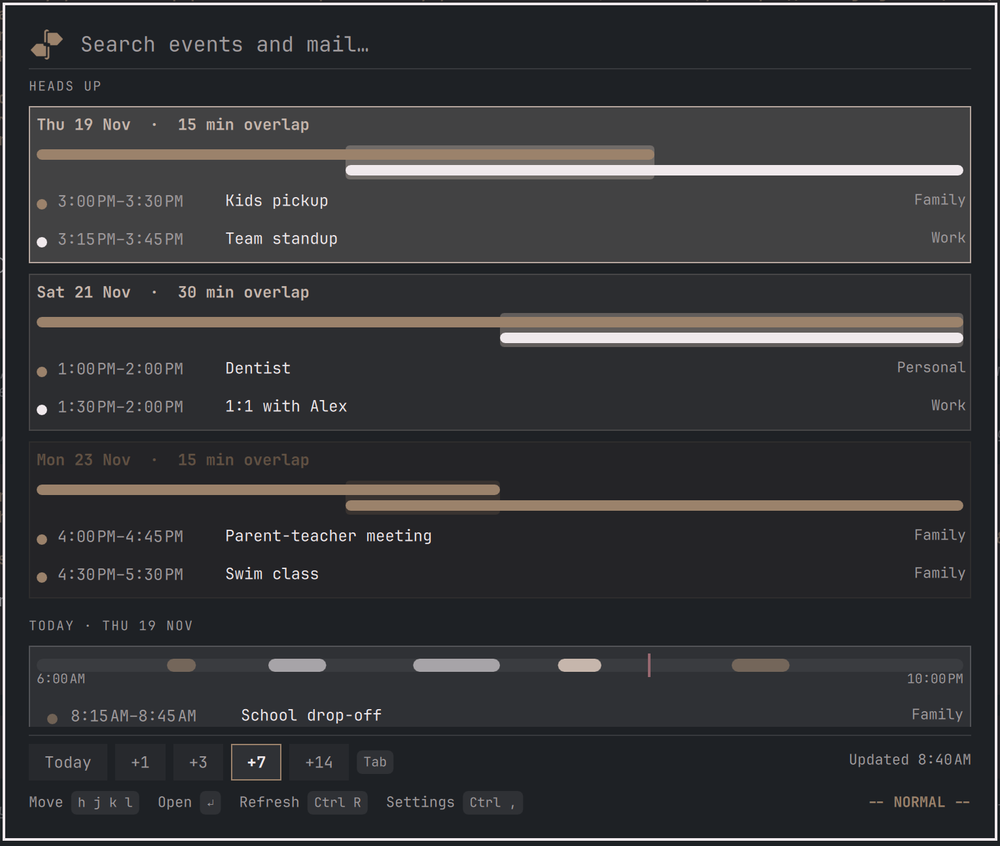 Search events and mail…
HEADS UP
Thu 19 Nov · 15 min overlap
3:00PM–3:30PM Kids pickup Family
3:15PM–3:45PM Team standup Work
Sat 21 Nov · 30 min overlap
1:00PM–2:00PM Dentist Personal
1:30PM–2:00PM 1:1 with Alex Work
Mon 23 Nov · 15 min overlap
4:00PM–4:45PM Parent-teacher meeting Family
4:30PM–5:30PM Swim class Family
TODAY · THU 19 NOV
6:00AM 10:00PM
8:15AM–8:45AM School drop-off Family
Today +1 +3 +7 +14 Tab Updated 8:40AM
Move h j k l Open ↵ Refresh Ctrl R Settings Ctrl , -- NORMAL --